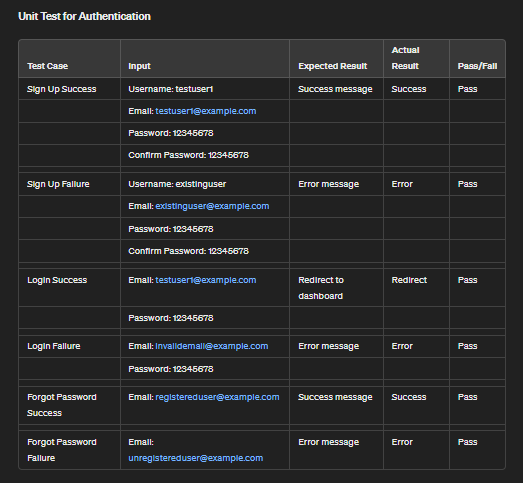 Unit Test for Authentication
Test Case Input Expected Result Actual Result Pass/Fail
Sign Up Success Username: testuser1 Success message Success Pass
Email: testuser1@example.com
Password: 12345678
Confirm Password: 12345678
Sign Up Failure Username: existinguser Error message Error Pass
Email: existinguser@example.com
Password: 12345678
Confirm Password: 12345678
Login Success Email: testuser1@example.com Redirect to dashboard Redirect Pass
Password: 12345678
Login Failure Email: invalidemail@example.com Error message Error Pass
Password: 12345678
Forgot Password Success Email: registereduser@example.com Success message Success Pass
Forgot Password Failure Email: unregistereduser@example.com Error message Error Pass